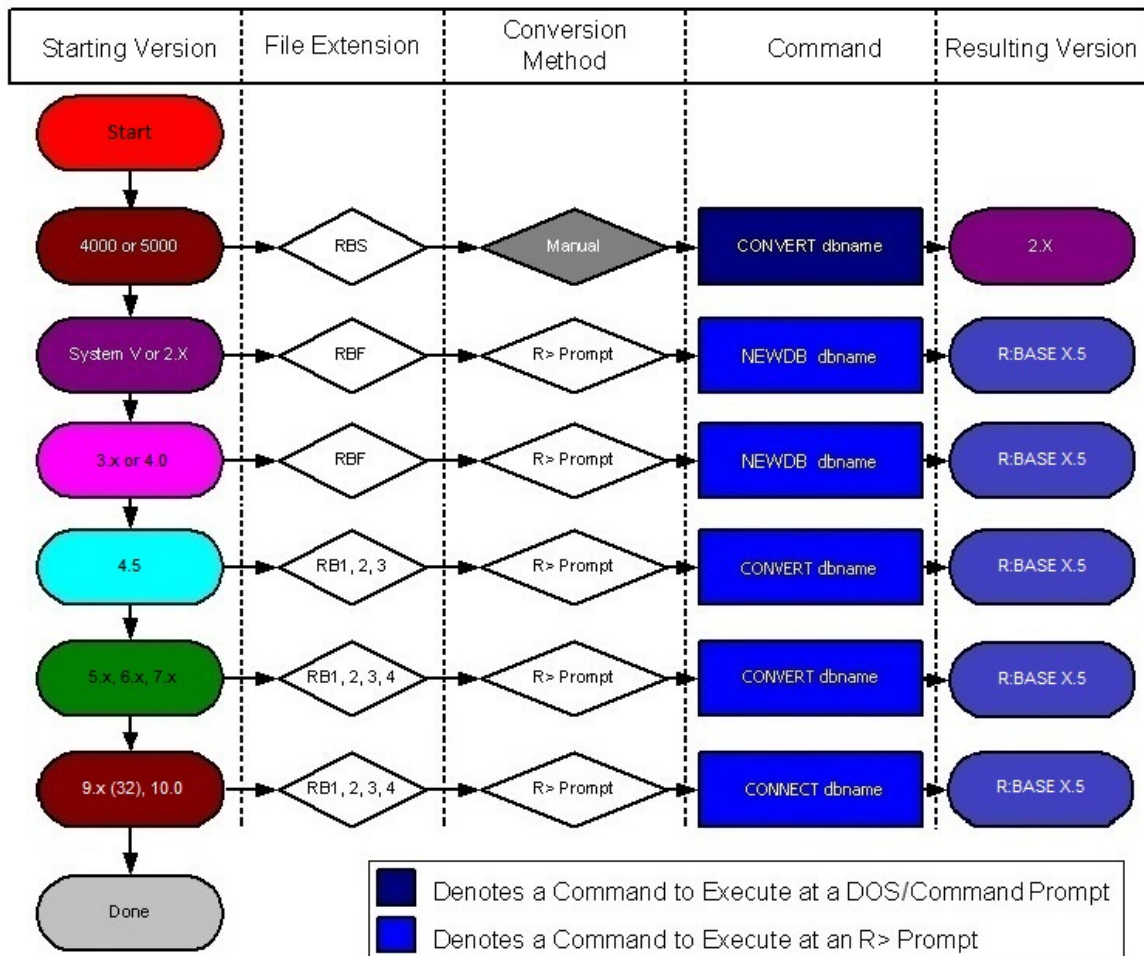 Starting Version
File Extension
Conversion
Method
Command
Resulting Version
Start
4000 or 5000
RBS
Manual
CONVERT dbname
2.X
System V or 2.X
RBF
R> Prompt
NEWDB dbname
R:BASE X.5
3.x or 4.0
RBF
R> Prompt
NEWDB dbname
R:BASE X.5
4.5
RB1, 2, 3
R> Prompt
CONVERT dbname
R:BASE X.5
5.x, 6.x, 7.x
RB1, 2, 3, 4
R> Prompt
CONVERT dbname
R:BASE X.5
9.x (32), 10.0
RB1, 2, 3, 4
R> Prompt
CONNECT dbname
R:BASE X.5
Done
Denotes a Command to Execute at a DOS/Command Prompt
Denotes a Command to Execute at an R> Prompt